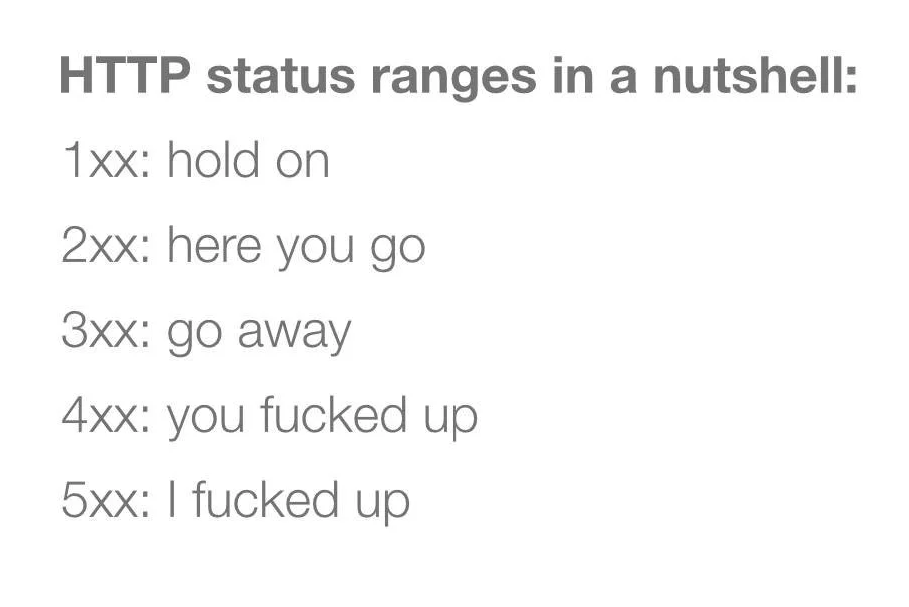 HTTP status ranges in a nutshell:
1xx: hold on
2xx: here you go
3xx: go away
4xx: you fucked up
5xx: I fucked up